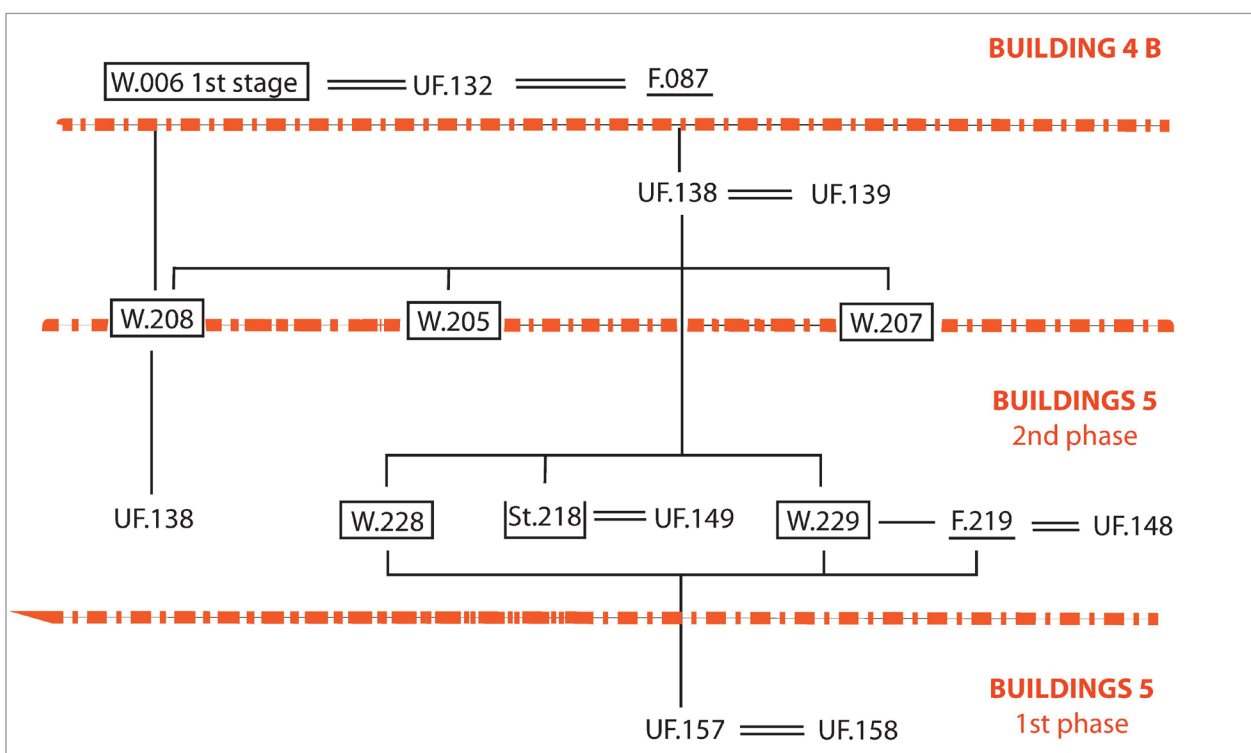 BUILDING 4 B
W.006 1st stage
UF.132
F.087
UF.138
UF.139
W.208
W.205
W.207
BUILDINGS 5
2nd phase
UF.138
W.228
St.218
UF.149
W.229
F.219
UF.148
BUILDINGS 5
1st phase
UF.157
UF.158